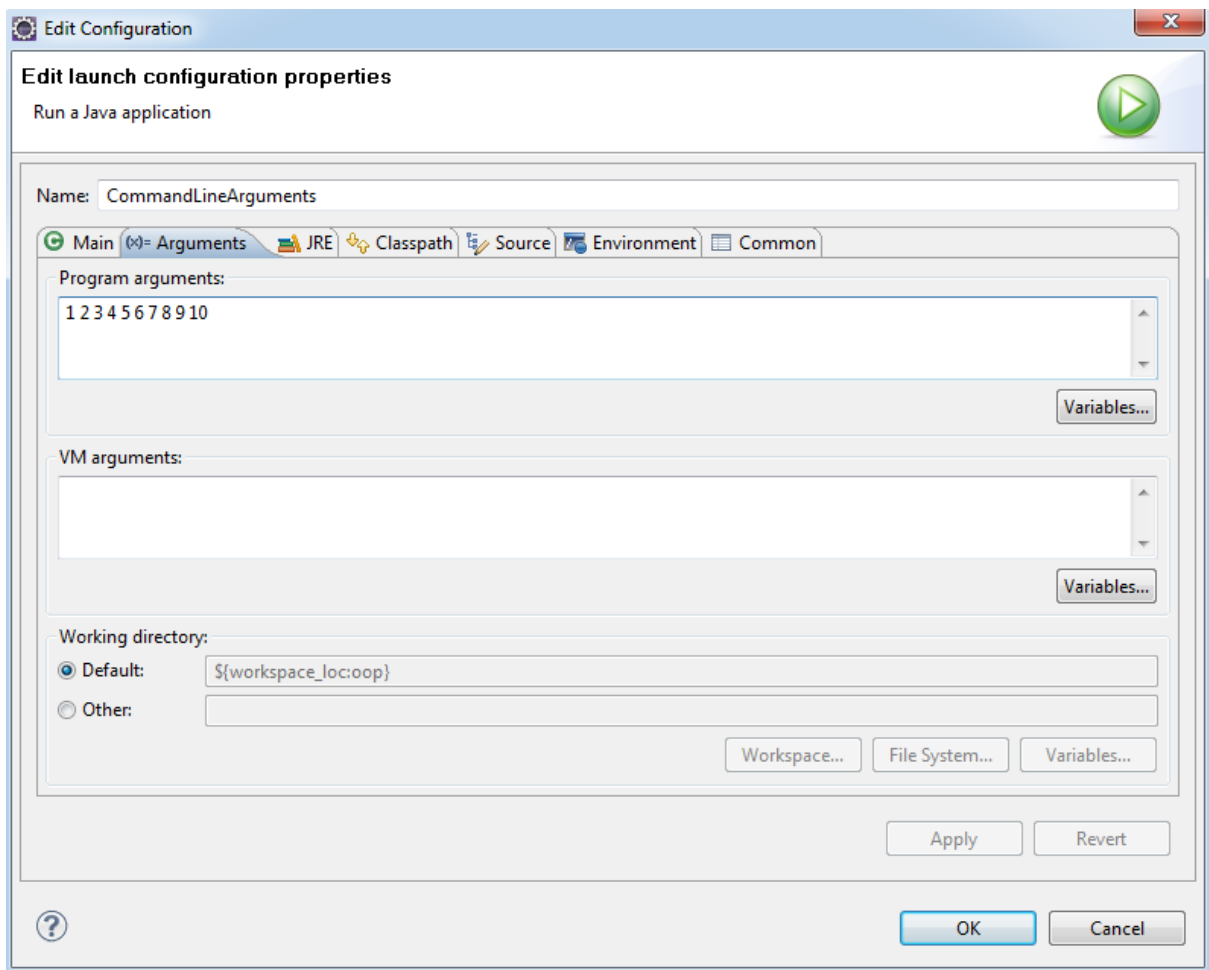 Edit Configuration
X
Edit launch configuration properties
Run a Java application
Name: CommandLineArguments
Main (x)= Arguments JRE Classpath Source Environment Common
Program arguments:
1 2 3 4 5 6 7 8 9 10
Variables...
VM arguments:
Variables...
Working directory:
Default: ${workspace_loc:oop}
Other:
Workspace... File System... Variables...
Apply Revert
? OK Cancel